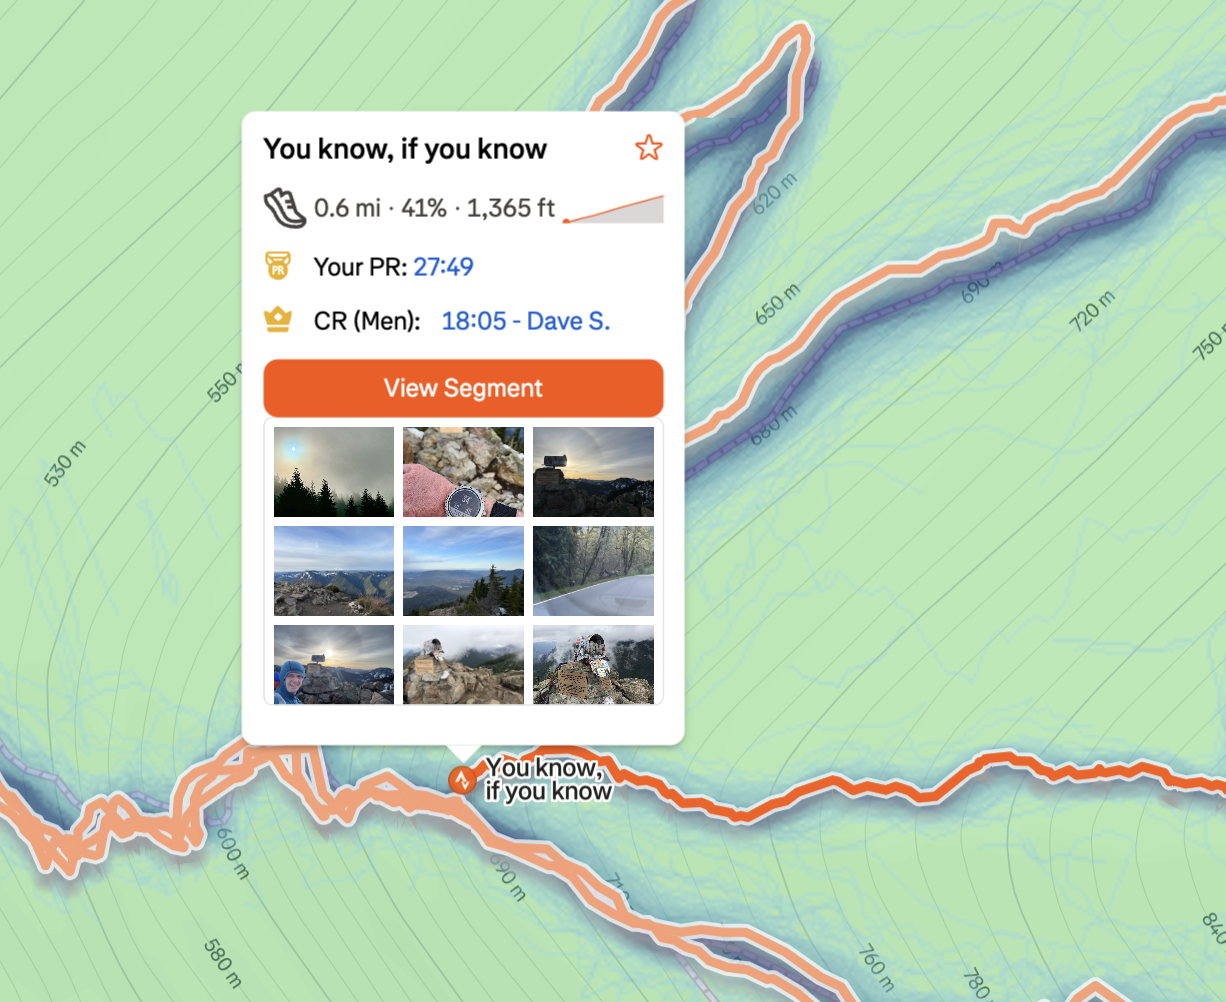 620 m
You know, if you know
0.6 mi · 41% · 1,365 ft
PR
Your PR: 27:49
CR (Men): 18:05 - Dave S.
View Segment
650 m
690 m
720 m
750 m
550 m
680 m
530 m
You know,
if you know
600 m
690 m
710
580 m
760 m
780 m
840